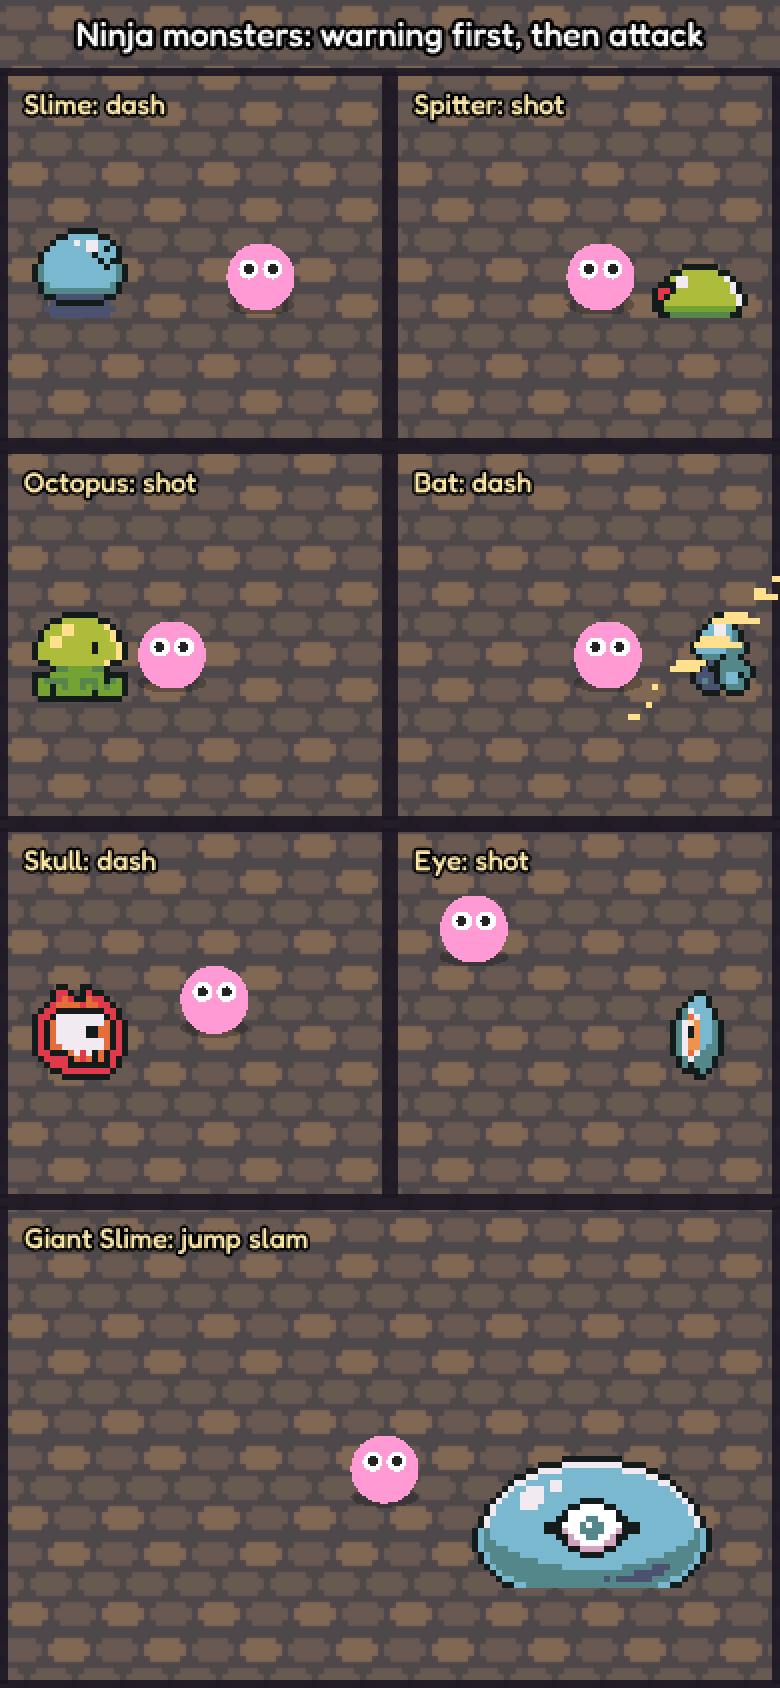 Ninja monsters: warning first, then attack
Slime: dash
Spitter: shot
Octopus: shot
Bat: dash
Skull: dash
Eye: shot
Giant Slime: jump slam